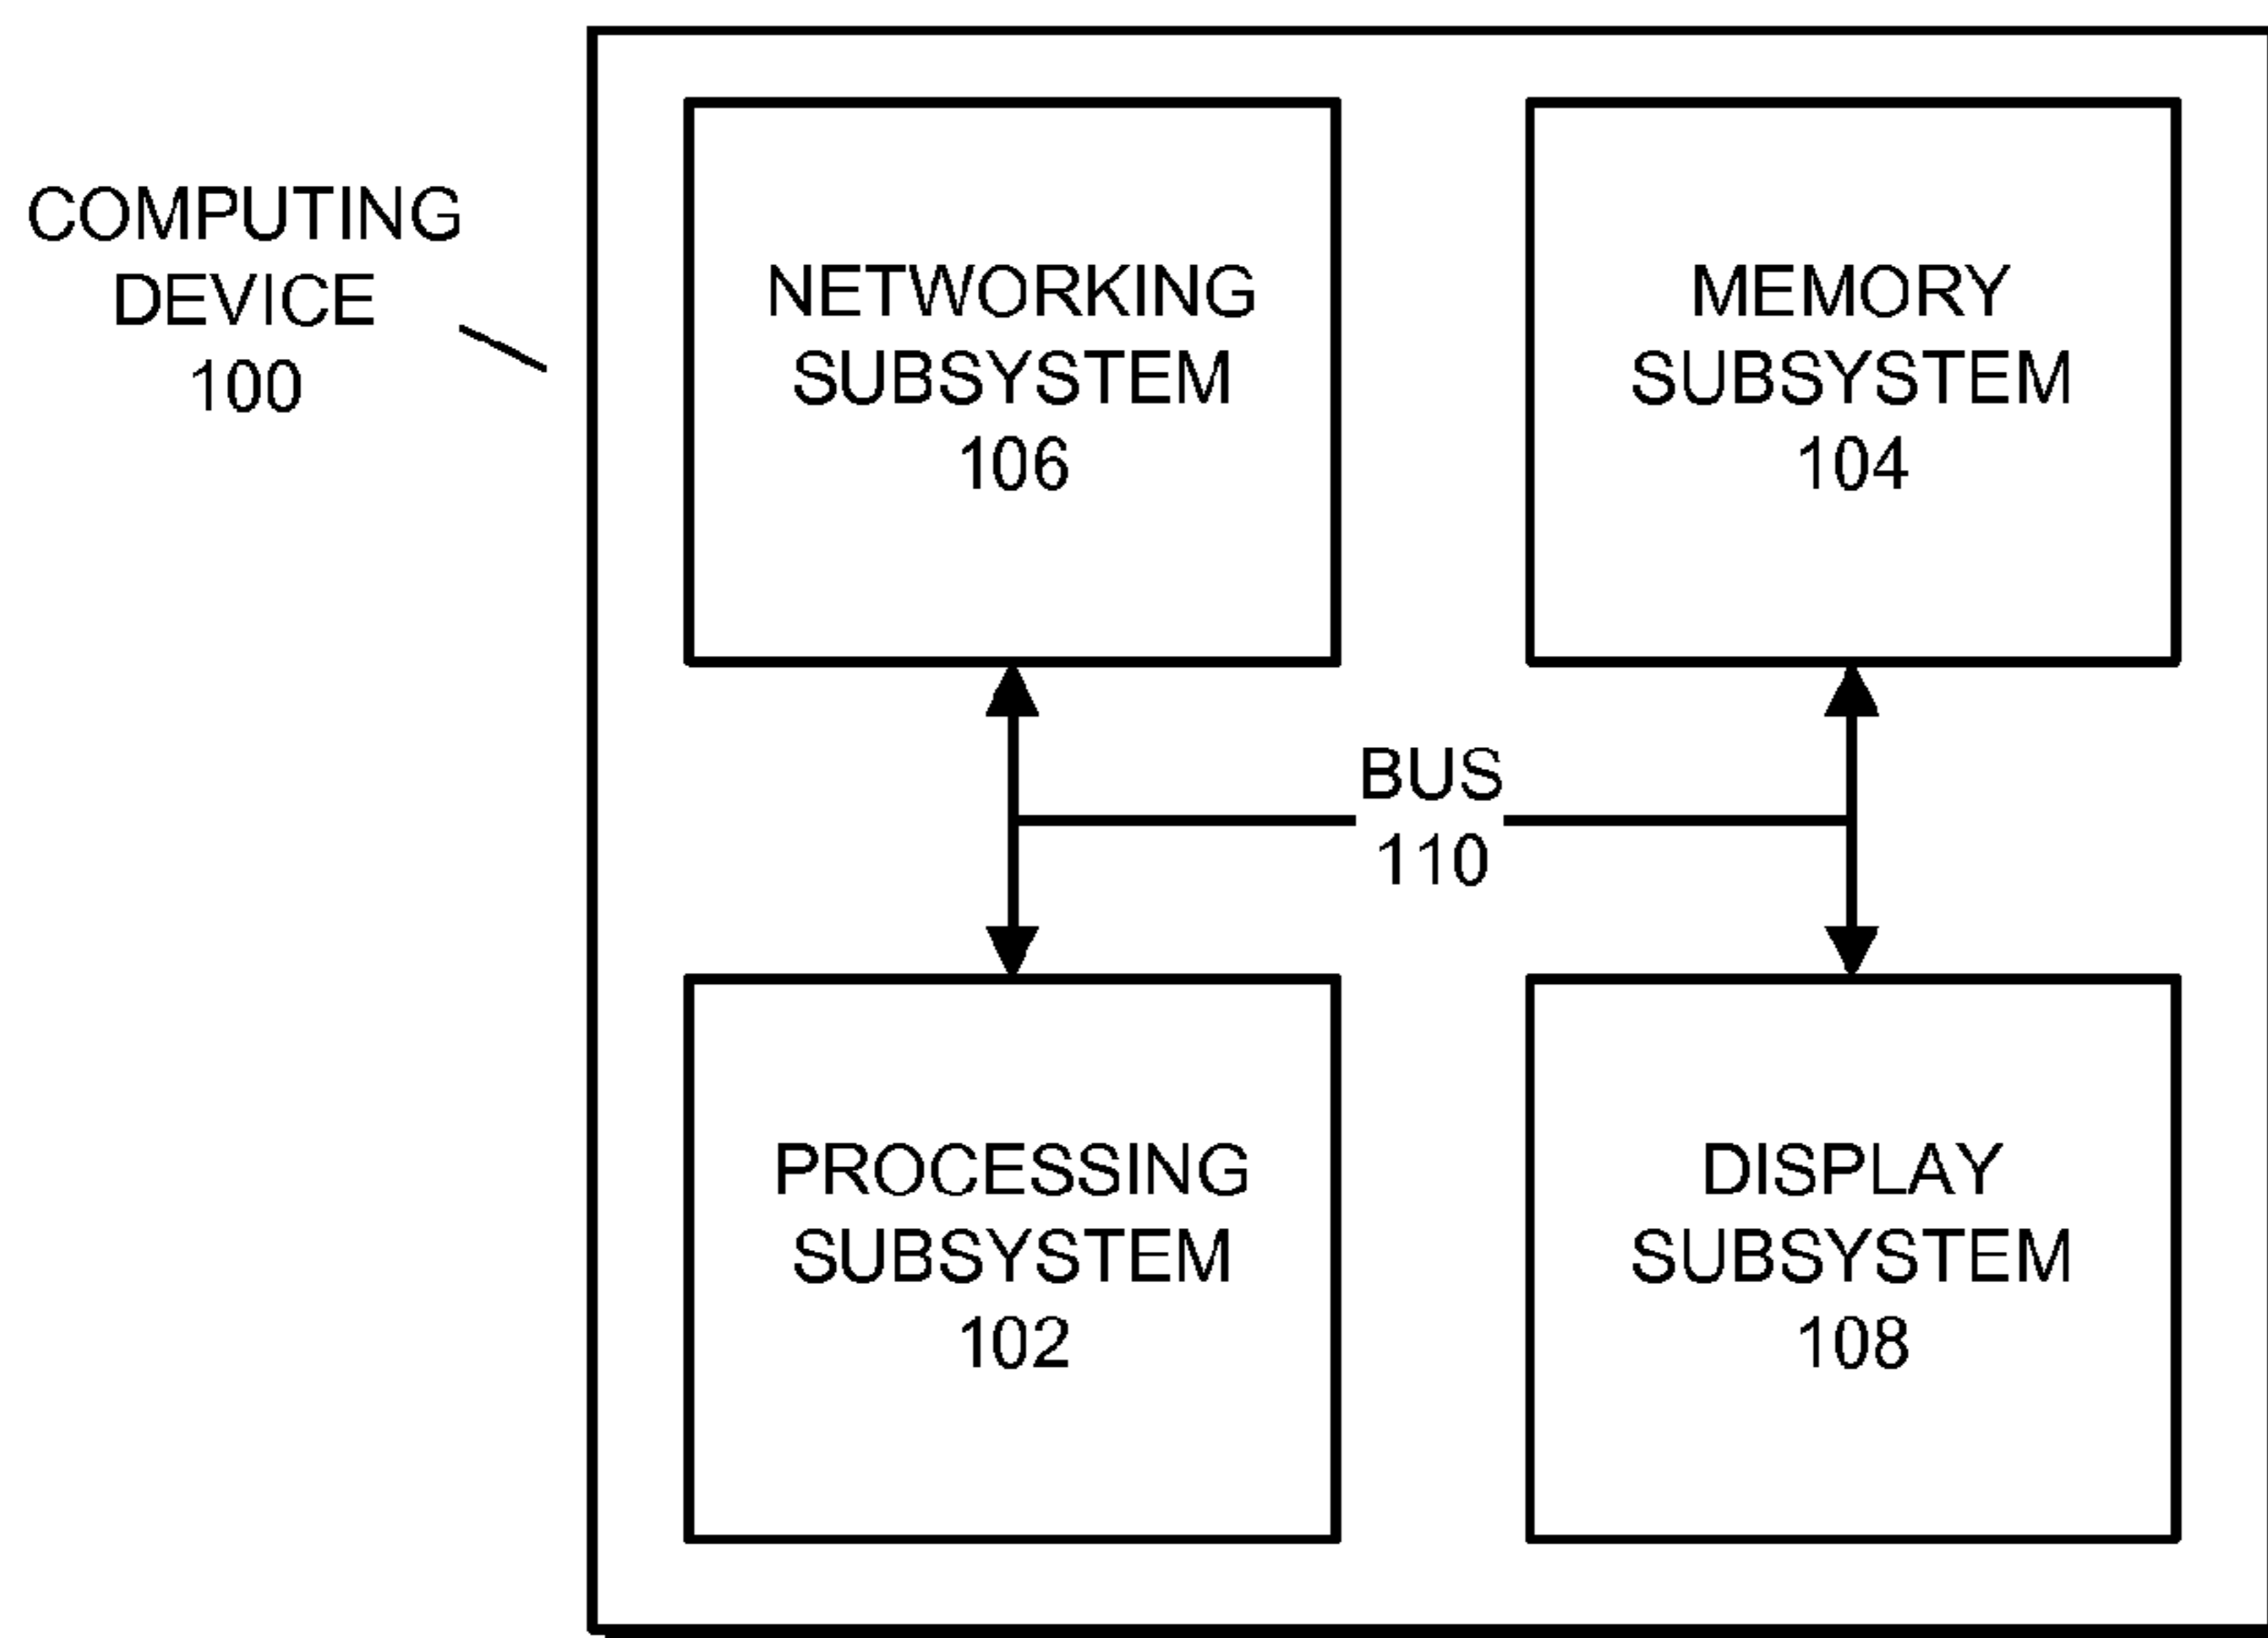 COMPUTING
DEVICE
100
NETWORKING
SUBSYSTEM
106
MEMORY
SUBSYSTEM
104
BUS
110
PROCESSING
SUBSYSTEM
102
DISPLAY
SUBSYSTEM
108